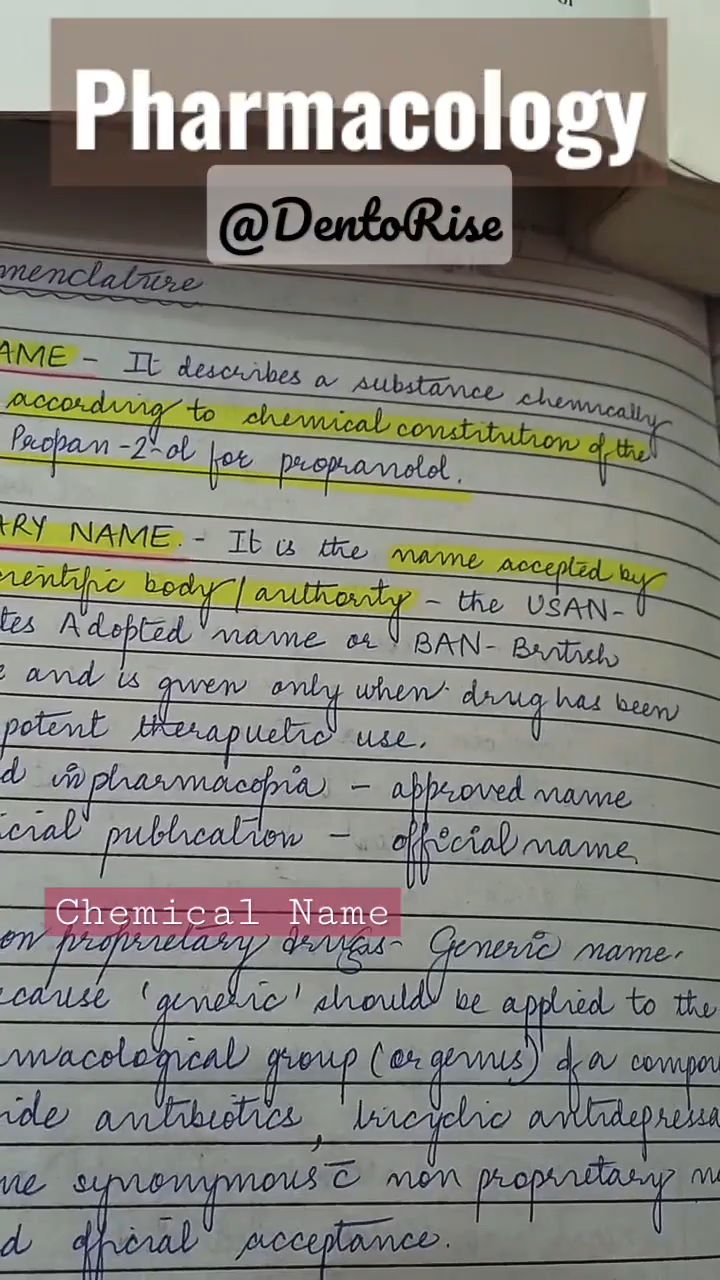 Pharmacology
@DentoRise
menclature
AME - It describes a substance chemically
according to chemical constitution of the
Propan-2-ol for propranolol.
ARY NAME. - It is the name accepted by
entific body/authority - the USAN-
tes Adopted name or BAN- British
e and is given only when drug has been
potent therapuetic use.
d in pharmacopia - approved name
icial publication - official name
Chemical Name
on proprietary drugs- Generic name.
cause 'generic' should be applied to the
macological group (or genus) of a compou
ide antibiotics, tricyclic antidepressa
me synonymous c̄ non proprietary n
d official acceptance.